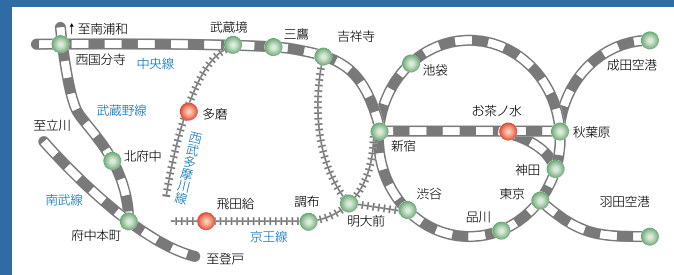 ↑至南浦和
武蔵境
三鷹
吉祥寺
西国分寺
中央線
池袋
成田空港
武蔵野線
多磨
お茶ノ水
至立川
西武多摩川線
新宿
秋葉原
北府中
神田
南武線
飛田給
調布
明大前
渋谷
東京
羽田空港
品川
府中本町
京王線
至登戸